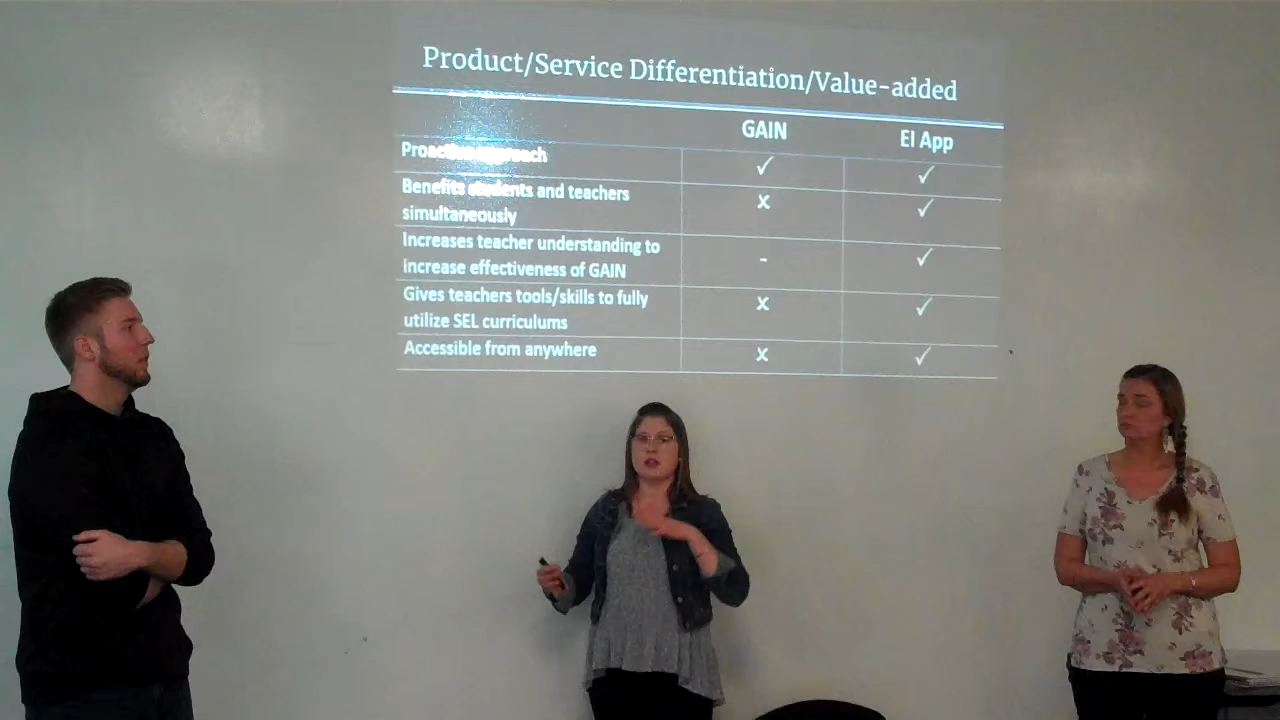 Product/Service Differentiation/Value-added
GAIN EI App
Proactive approach ✓ ✓
Benefits students and teachers
simultaneously x ✓
Increases teacher understanding to
increase effectiveness of GAIN - ✓
Gives teachers tools/skills to fully
utilize SEL curriculums x ✓
Accessible from anywhere x ✓